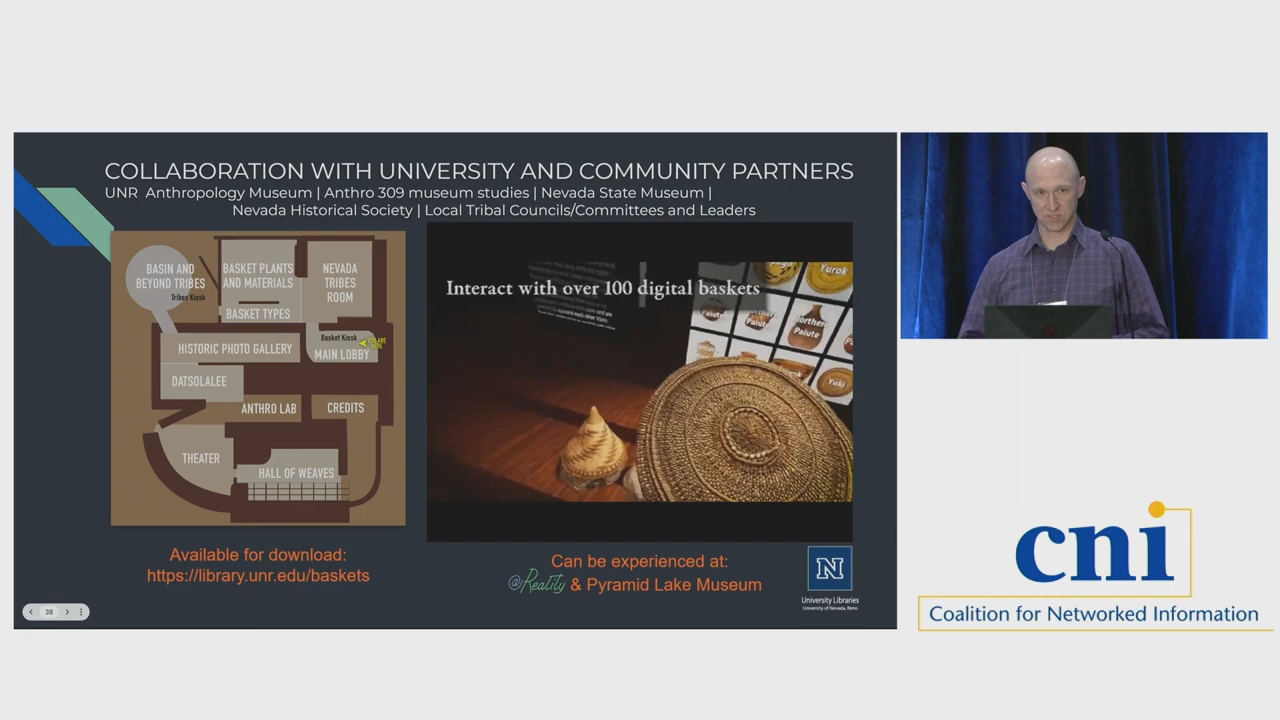 COLLABORATION WITH UNIVERSITY AND COMMUNITY PARTNERS
UNR Anthropology Museum | Anthro 309 museum studies | Nevada State Museum |
Nevada Historical Society | Local Tribal Councils/Committees and Leaders
BASIN AND
BEYOND TRIBES
Tribes Kiosk
BASKET PLANTS
AND MATERIALS
BASKET TYPES
NEVADA
TRIBES
ROOM
HISTORIC PHOTO GALLERY
Basket Kiosk
YOU ARE
HERE
MAIN LOBBY
DATSOLALEE
ANTHRO LAB
CREDITS
THEATER
HALL OF WEAVES
Interact with over 100 digital baskets
Yurok
Paiute
Northern
Paiute
Yuki
Available for download:
https://library.unr.edu/baskets
Can be experienced at:
@Reality & Pyramid Lake Museum
N
University Libraries
University of Nevada, Reno
38
cni
Coalition for Networked Information